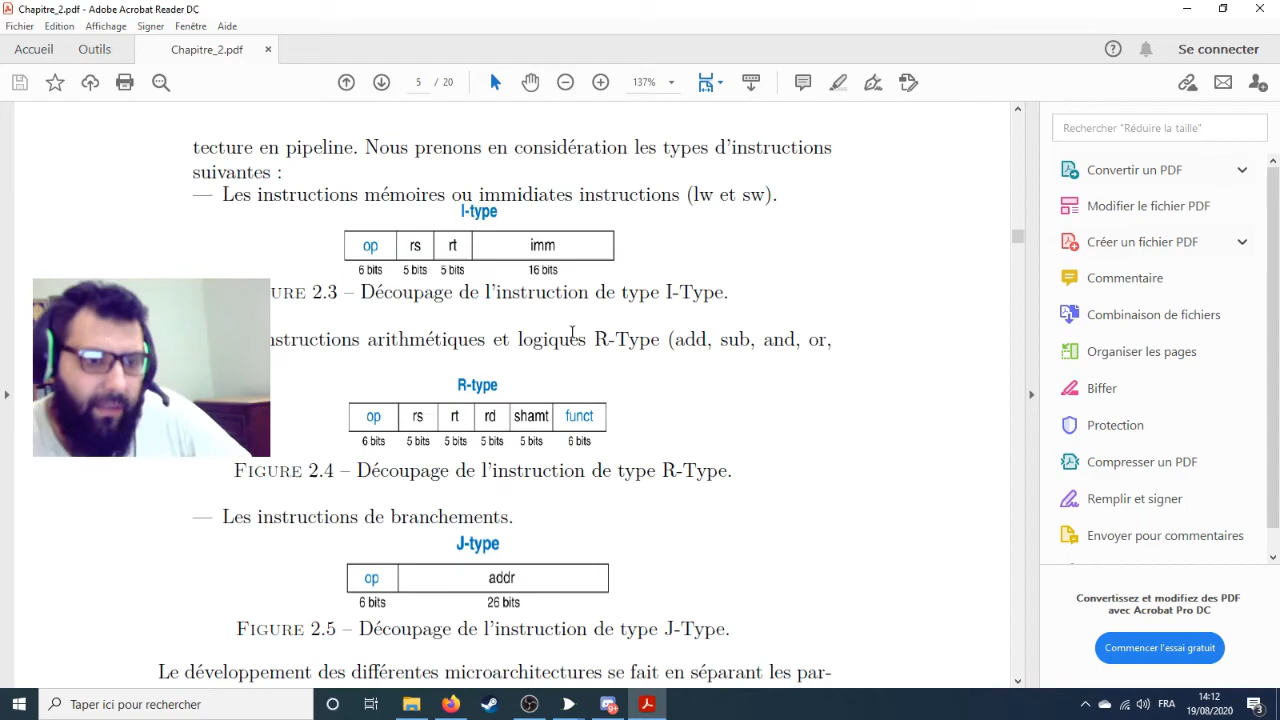 Chapitre_2.pdf - Adobe Acrobat Reader DC
Fichier Edition Affichage Signer Fenêtre Aide
Accueil Outils Chapitre_2.pdf × Se connecter
5 / 20 137%
tecture en pipeline. Nous prenons en considération les types d'instructions
suivantes :
— Les instructions mémoires ou immidiates instructions (lw et sw).
I-type
op rs rt imm
6 bits 5 bits 5 bits 16 bits
URE 2.3 – Découpage de l'instruction de type I-Type.
nstructions arithmétiques et logiques R-Type (add, sub, and, or,
R-type
op rs rt rd shamt funct
6 bits 5 bits 5 bits 5 bits 5 bits 6 bits
FIGURE 2.4 – Découpage de l'instruction de type R-Type.
— Les instructions de branchements.
J-type
op addr
6 bits 26 bits
FIGURE 2.5 – Découpage de l'instruction de type J-Type.
Le développement des différentes microarchitectures se fait en séparant les par-
Rechercher "Réduire la taille"
Convertir un PDF
Modifier le fichier PDF
Créer un fichier PDF
Commentaire
Combinaison de fichiers
Organiser les pages
Biffer
Protection
Compresser un PDF
Remplir et signer
Envoyer pour commentaires
Convertissez et modifiez des PDF
avec Acrobat Pro DC
Commencer l'essai gratuit
Taper ici pour rechercher
FRA
14:12
19/08/2020
3